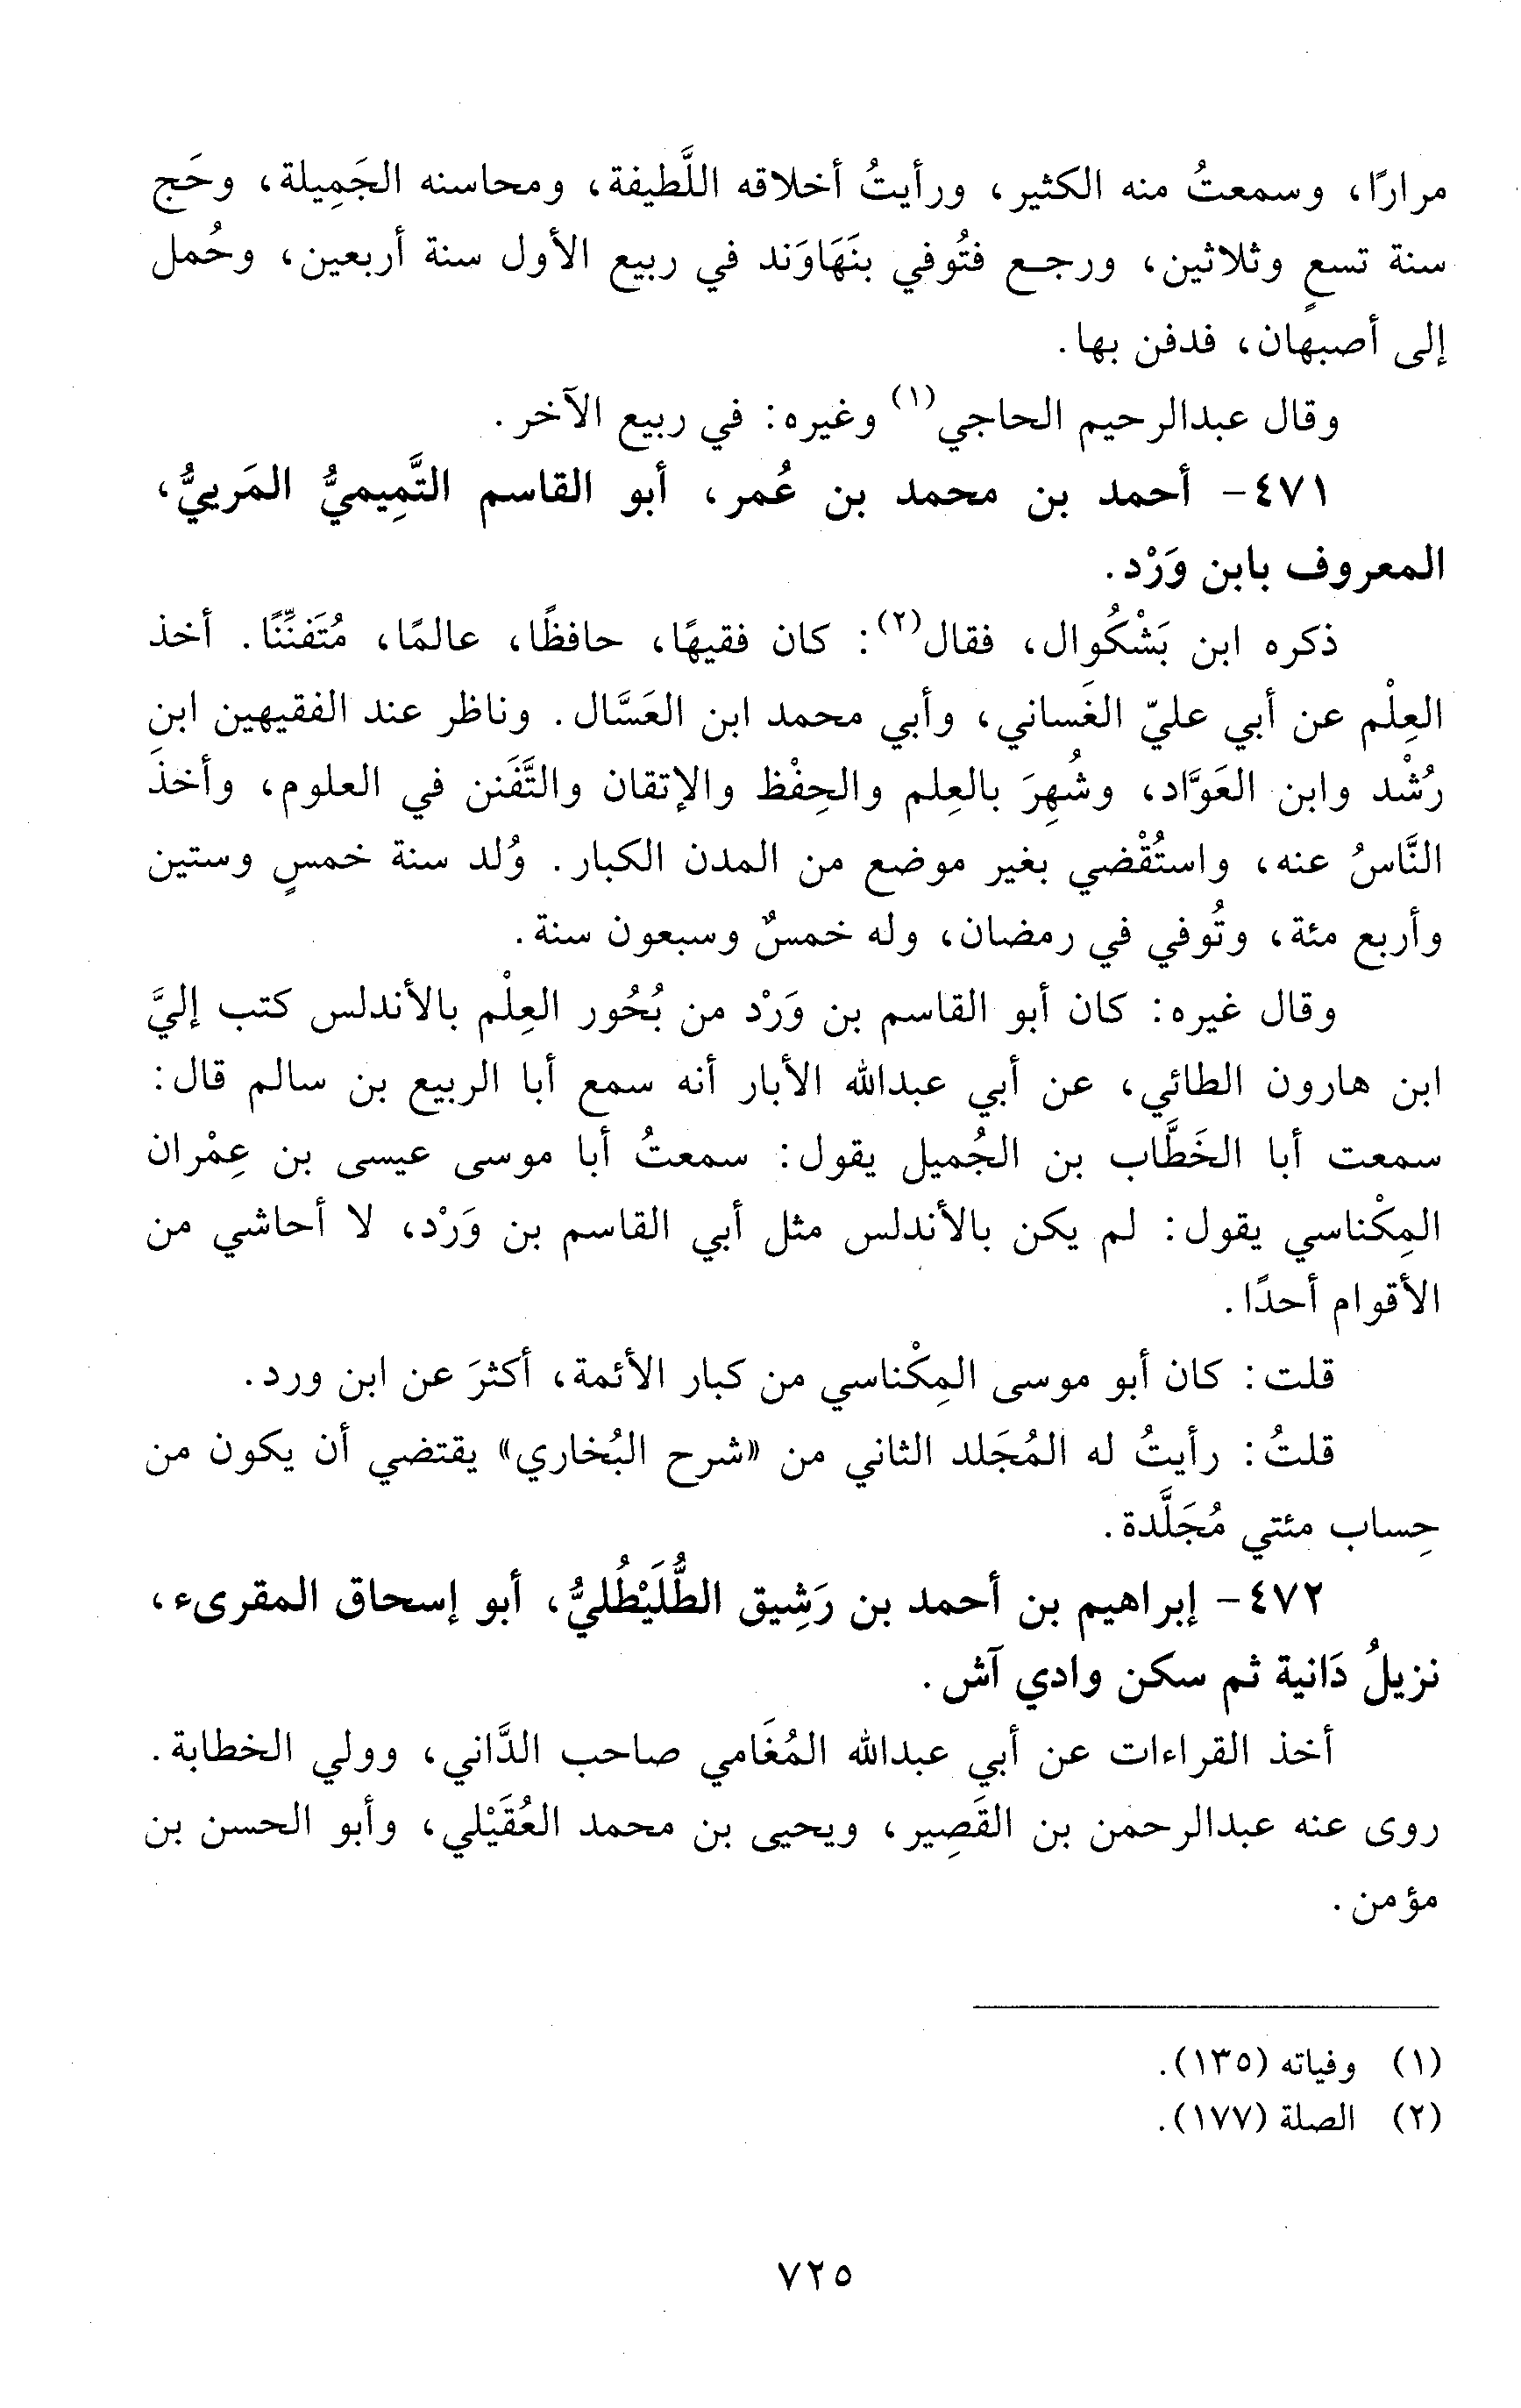 مرارًا، وسمعتُ منه الكثير، ورأيتُ أخلاقه اللَّطيفة، ومحاسنه الجَمِيلة، وحَج
سنة تسعٍ وثلاثين، ورجع فتُوفي بنَهَاوَند في ربيع الأول سنة أربعين، وحُمل
إلى أصبهان، فدفن بها.
وقال عبدالرحيم الحاجي(١) وغيره: في ربيع الآخر.
٤٧١- أحمد بن محمد بن عُمر، أبو القاسم التَّمِيميُّ المَرييُّ،
المعروف بابن وَرْد.
ذكره ابن بَشْكُوال، فقال(٢): كان فقيهًا، حافظًا، عالمًا، مُتَفنِّنًا. أخذ
العِلْم عن أبي عليّ الغَساني، وأبي محمد ابن العَسَّال. وناظر عند الفقيهين ابن
رُشْد وابن العَوَّاد، وشُهِرَ بالعِلم والحِفْظ والإتقان والتَّفَنن في العلوم، وأخذَ
النَّاسُ عنه، واستُقْضي بغير موضع من المدن الكبار. وُلد سنة خمسٍ وستين
وأربع مئة، وتُوفي في رمضان، وله خمسٌ وسبعون سنة.
وقال غيره: كان أبو القاسم بن وَرْد من بُحُور العِلْم بالأندلس كتب إليَّ
ابن هارون الطائي، عن أبي عبدالله الأبار أنه سمع أبا الربيع بن سالم قال:
سمعت أبا الخَطَّاب بن الجُميل يقول: سمعتُ أبا موسى عيسى بن عِمْران
المِكْناسي يقول: لم يكن بالأندلس مثل أبي القاسم بن وَرْد، لا أحاشي من
الأقوام أحدًا.
قلت: كان أبو موسى المِكْناسي من كبار الأئمة، أكثرَ عن ابن ورد.
قلتُ: رأيتُ له المُجَلد الثاني من «شرح البُخاري» يقتضي أن يكون من
حِساب مئتي مُجَلَّدة.
٤٧٢- إبراهيم بن أحمد بن رَشِيق الطُّلَيْطُليُّ، أبو إسحاق المقرىء،
نزيلُ دَانية ثم سكن وادي آش.
أخذ القراءات عن أبي عبدالله المُغَامي صاحب الدَّاني، وولي الخطابة.
روى عنه عبدالرحمن بن القَصِير، ويحيى بن محمد العُقَيْلي، وأبو الحسن بن
مؤمن.
(١) وفياته (١٣٥).
(٢) الصلة (١٧٧).
٧٢٥